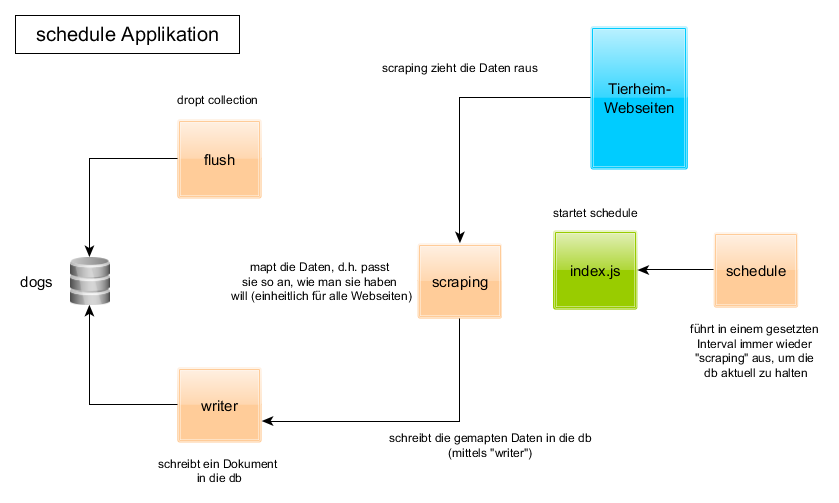 schedule Applikation
scraping zieht die Daten raus
Tierheim-
Webseiten
dropt collection
flush
startet schedule
mapt die Daten, d.h. passt
sie so an, wie man sie haben
will (einheitlich für alle Webseiten)
dogs
scraping
index.js
schedule
führt in einem gesetzten
Interval immer wieder
"scraping" aus, um die
db aktuell zu halten
writer
schreibt die gemapten Daten in die db
(mittels "writer")
schreibt ein Dokument
in die db